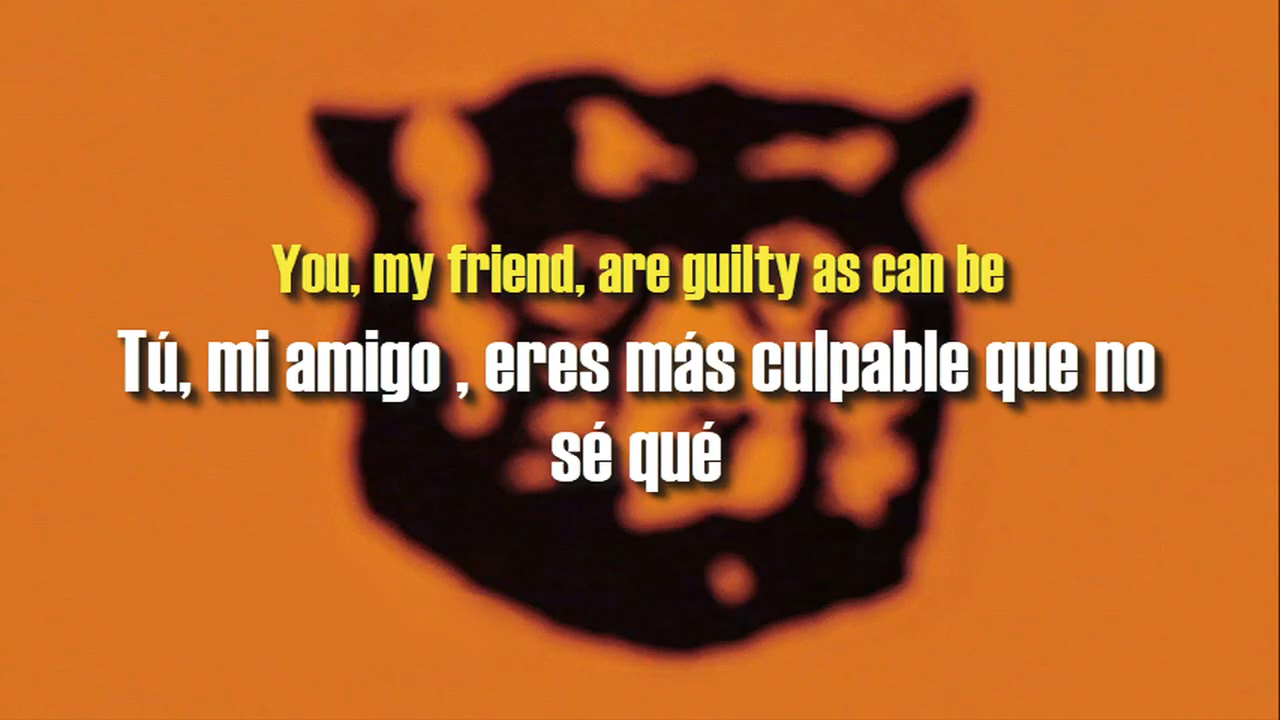 You, my friend, are guilty as can be
Tú, mi amigo , eres más culpable que no
sé qué